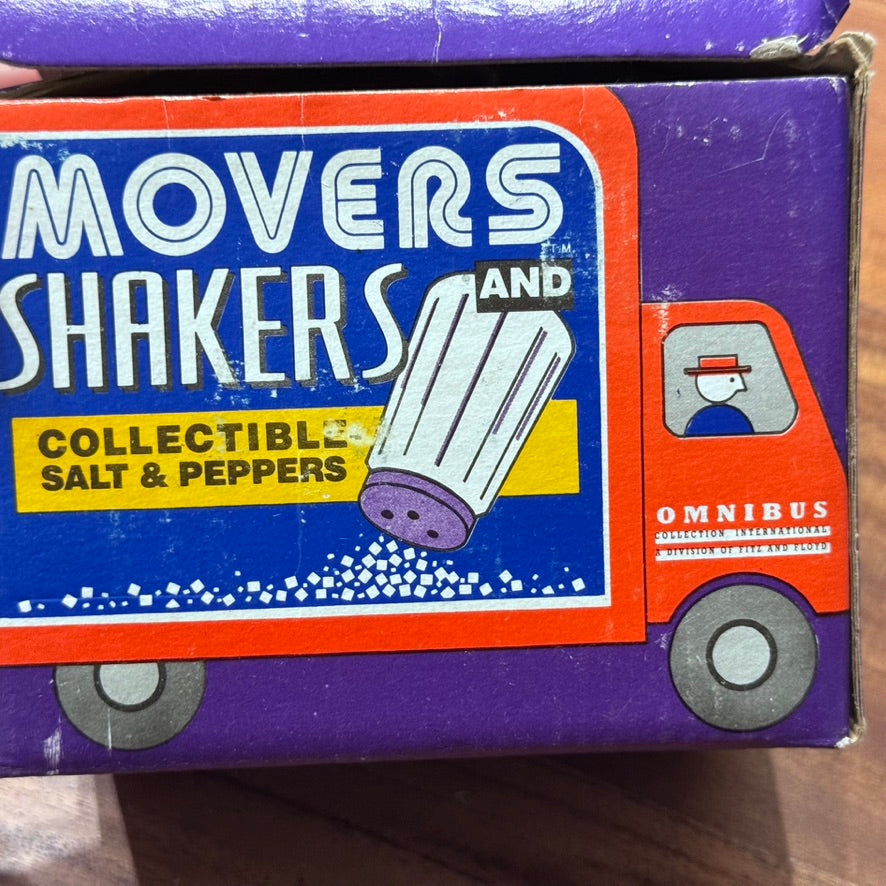 MOVERS
AND
SHAKERS
TM
COLLECTIBLE
SALT & PEPPERS
OMNIBUS
COLLECTION INTERNATIONAL
A DIVISION OF FITZ AND FLOYD